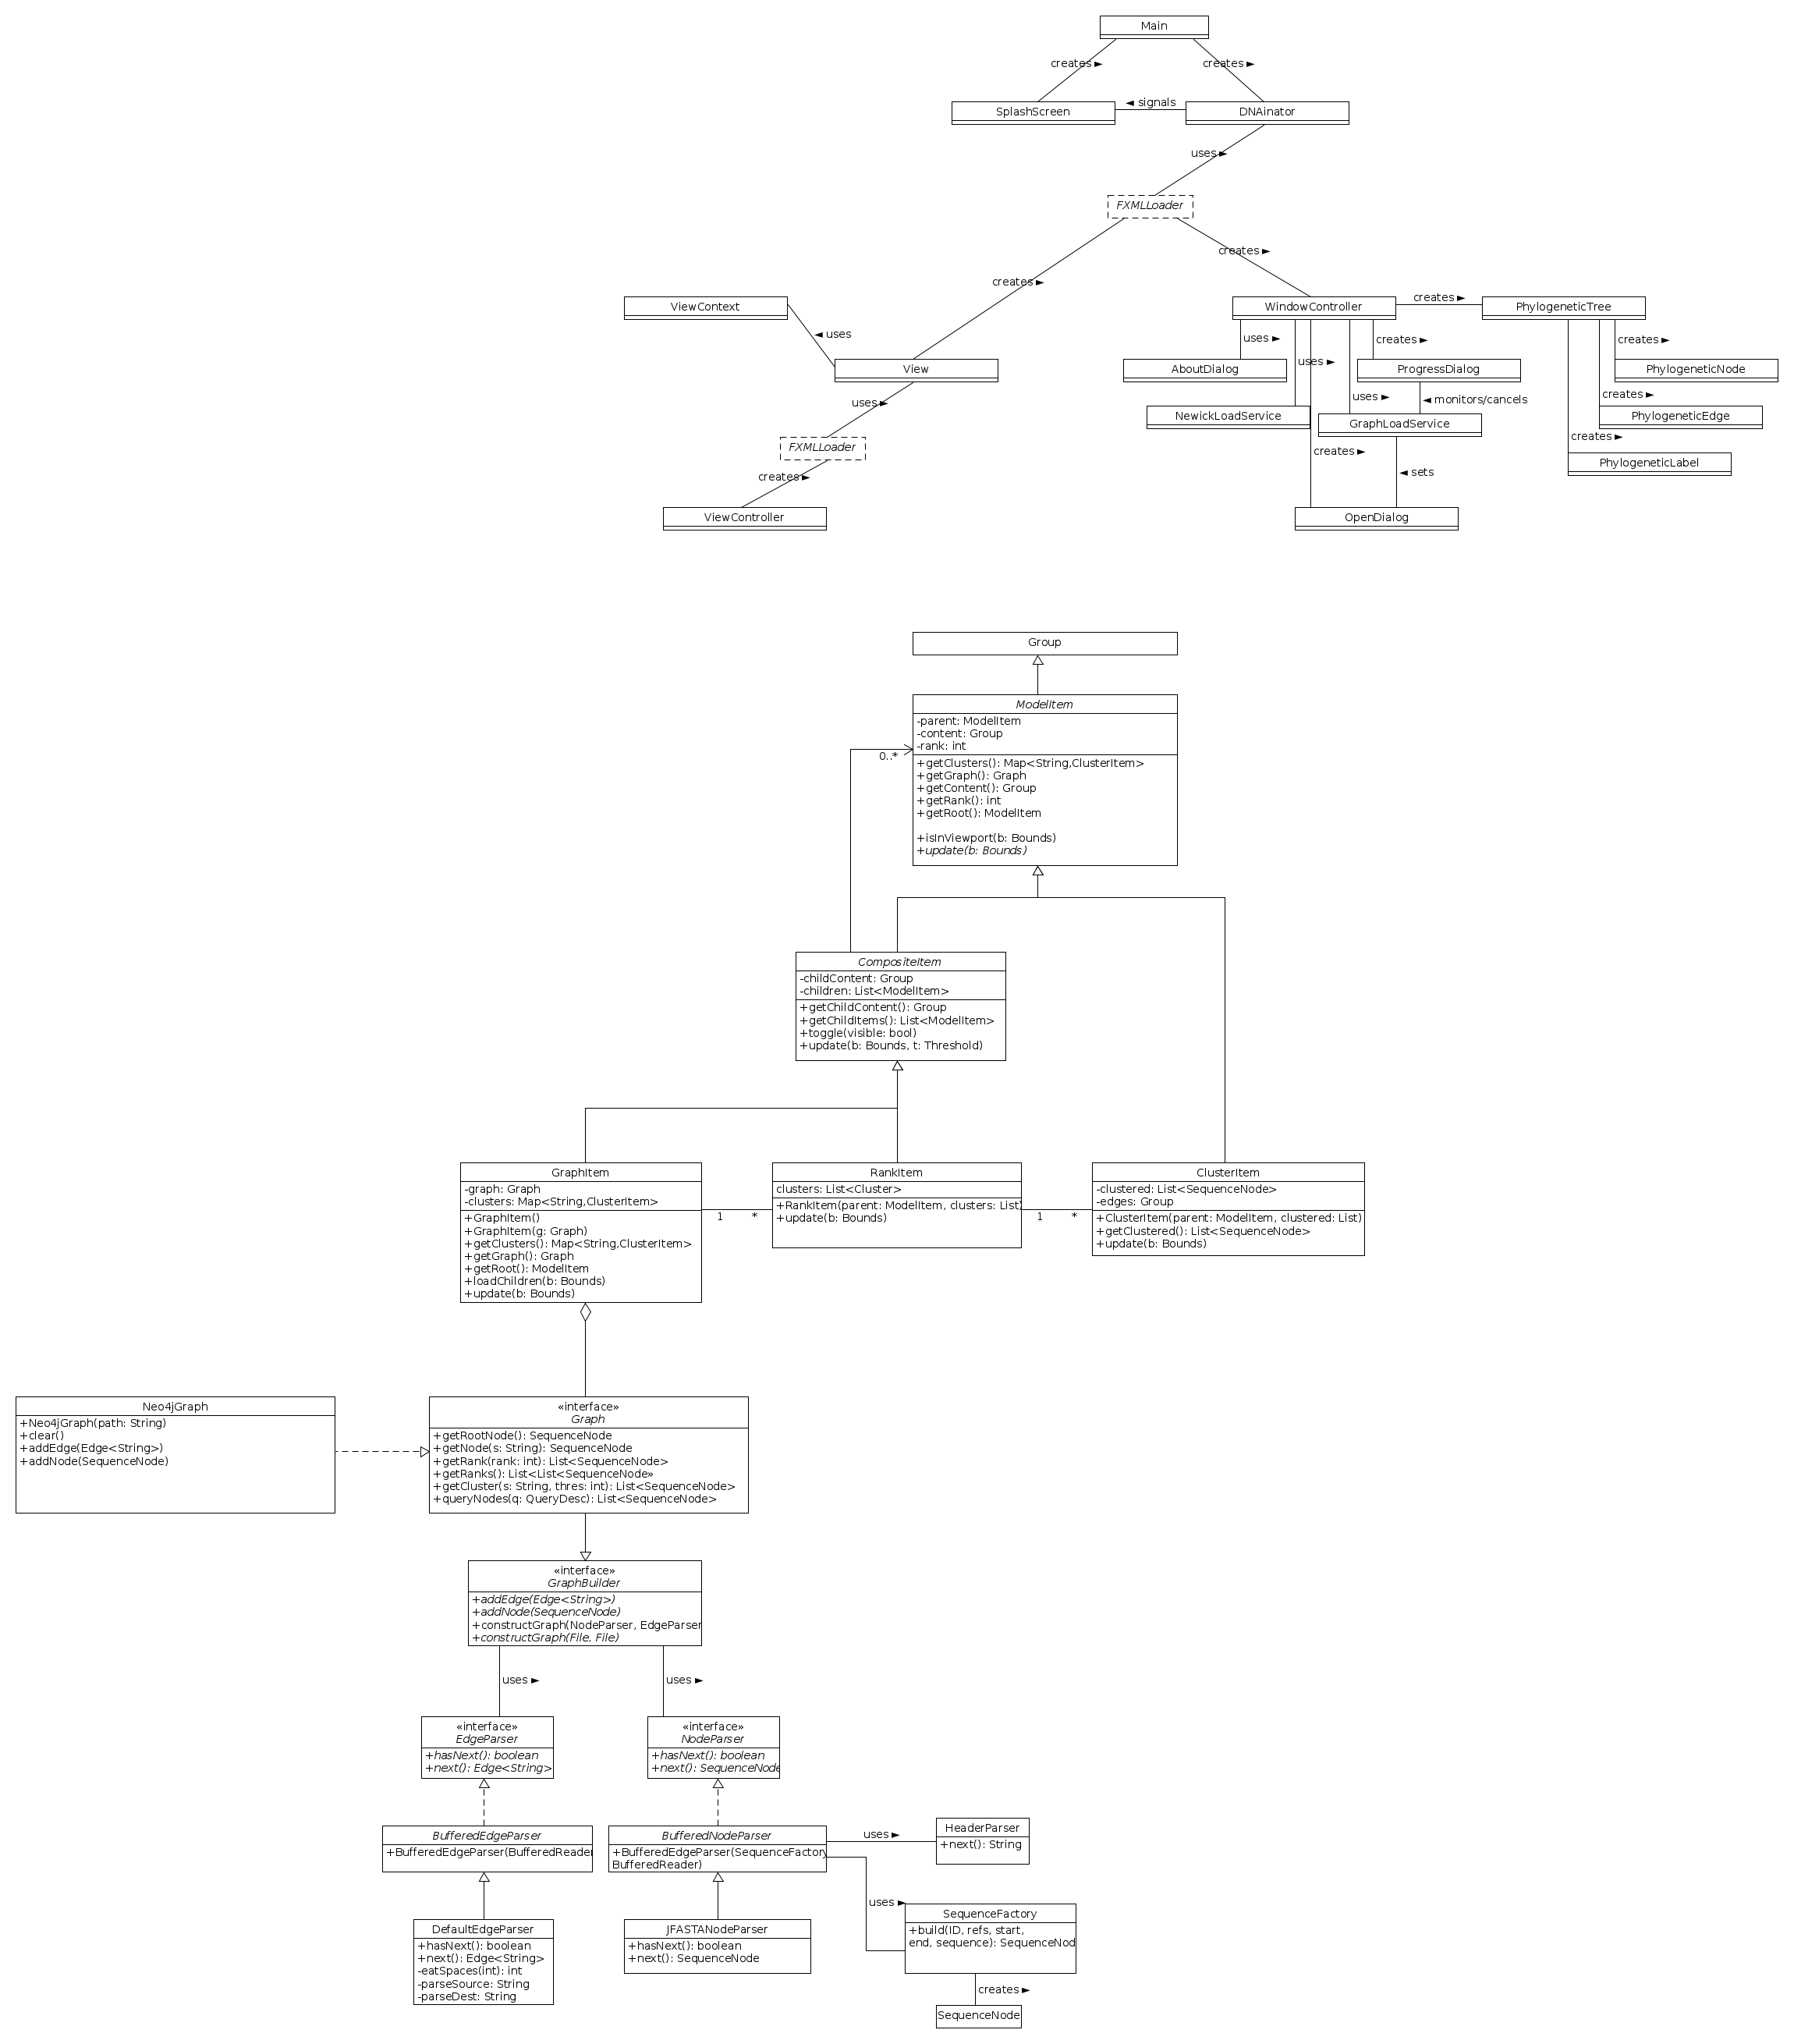 Main
creates ►
creates ►
SplashScreen
◄ signals
DNAinator
uses ►
FXMLLoader
creates ►
creates ►
ViewContext
WindowController
creates ►
PhylogeneticTree
◄ uses
uses ►
creates ►
creates ►
uses ►
View
AboutDialog
ProgressDialog
PhylogeneticNode
uses ►
uses ►
◄ monitors/cancels
creates ►
NewickLoadService
GraphLoadService
PhylogeneticEdge
FXMLLoader
creates ►
creates ►
PhylogeneticLabel
creates ►
◄ sets
ViewController
OpenDialog
Group
ModelItem
-parent: ModelItem
-content: Group
-rank: int
0..*
+getClusters(): Map<String,ClusterItem>
+getGraph(): Graph
+getContent(): Group
+getRank(): int
+getRoot(): ModelItem
+isInViewport(b: Bounds)
+update(b: Bounds)
CompositeItem
-childContent: Group
-children: List<ModelItem>
+getChildContent(): Group
+getChildItems(): List<ModelItem>
+toggle(visible: bool)
+update(b: Bounds, t: Threshold)
GraphItem
-graph: Graph
-clusters: Map<String,ClusterItem>
+GraphItem()
+GraphItem(g: Graph)
+getClusters(): Map<String,ClusterItem>
+getGraph(): Graph
+getRoot(): ModelItem
+loadChildren(b: Bounds)
+update(b: Bounds)
1 *
RankItem
clusters: List<Cluster>
+RankItem(parent: ModelItem, clusters: List)
+update(b: Bounds)
1 *
ClusterItem
-clustered: List<SequenceNode>
-edges: Group
+ClusterItem(parent: ModelItem, clustered: List)
+getClustered(): List<SequenceNode>
+update(b: Bounds)
Neo4jGraph
+Neo4jGraph(path: String)
+clear()
+addEdge(Edge<String>)
+addNode(SequenceNode)
«interface»
Graph
+getRootNode(): SequenceNode
+getNode(s: String): SequenceNode
+getRank(rank: int): List<SequenceNode>
+getRanks(): List<List<SequenceNode»
+getCluster(s: String, thres: int): List<SequenceNode>
+queryNodes(q: QueryDesc): List<SequenceNode>
«interface»
GraphBuilder
+addEdge(Edge<String>)
+addNode(SequenceNode)
+constructGraph(NodeParser, EdgeParser
+constructGraph(File, File)
uses ►
uses ►
«interface»
EdgeParser
+hasNext(): boolean
+next(): Edge<String>
«interface»
NodeParser
+hasNext(): boolean
+next(): SequenceNode
BufferedEdgeParser
+BufferedEdgeParser(BufferedReader
BufferedNodeParser
+BufferedEdgeParser(SequenceFactory
BufferedReader)
uses ►
HeaderParser
+next(): String
uses ►
DefaultEdgeParser
+hasNext(): boolean
+next(): Edge<String>
-eatSpaces(int): int
-parseSource: String
-parseDest: String
JFASTANodeParser
+hasNext(): boolean
+next(): SequenceNode
SequenceFactory
+build(ID, refs, start,
end, sequence): SequenceNod
creates ►
SequenceNode